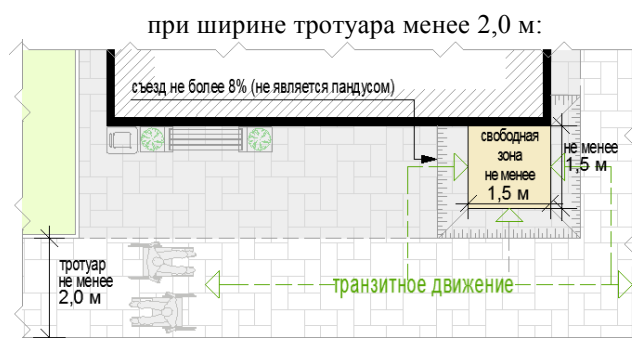 при ширине тротуара менее 2,0 м:
съезд не более 8% (не является пандусом)
свободная
зона
не менее
1,5 м
не менее
1,5 м
тротуар
не менее
2,0 м
транзитное движение